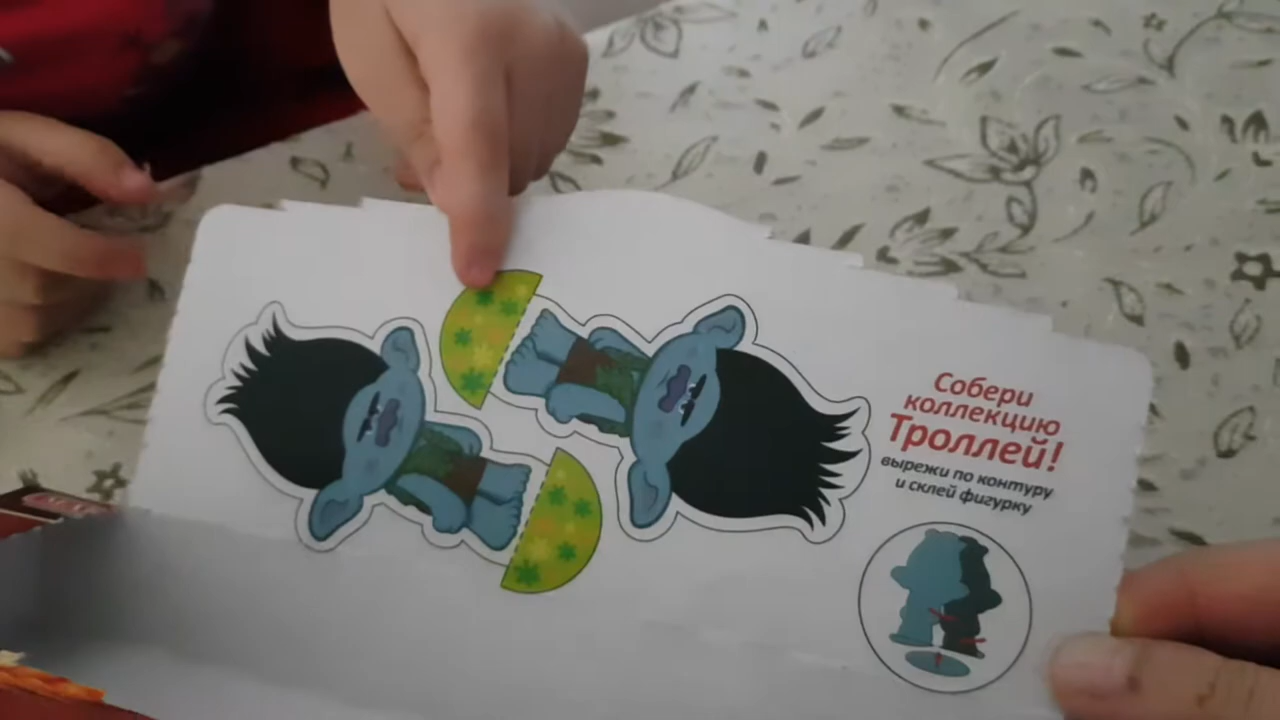 Собери
коллекцию
Троллей!
вырежи по контуру
и склей фигурку